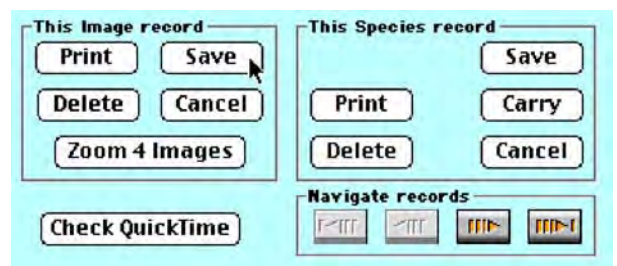 This Image record
Print Save
Delete Cancel
Zoom 4 Images
Check QuickTime
This Species record
Save
Print Carry
Delete Cancel
Navigate records